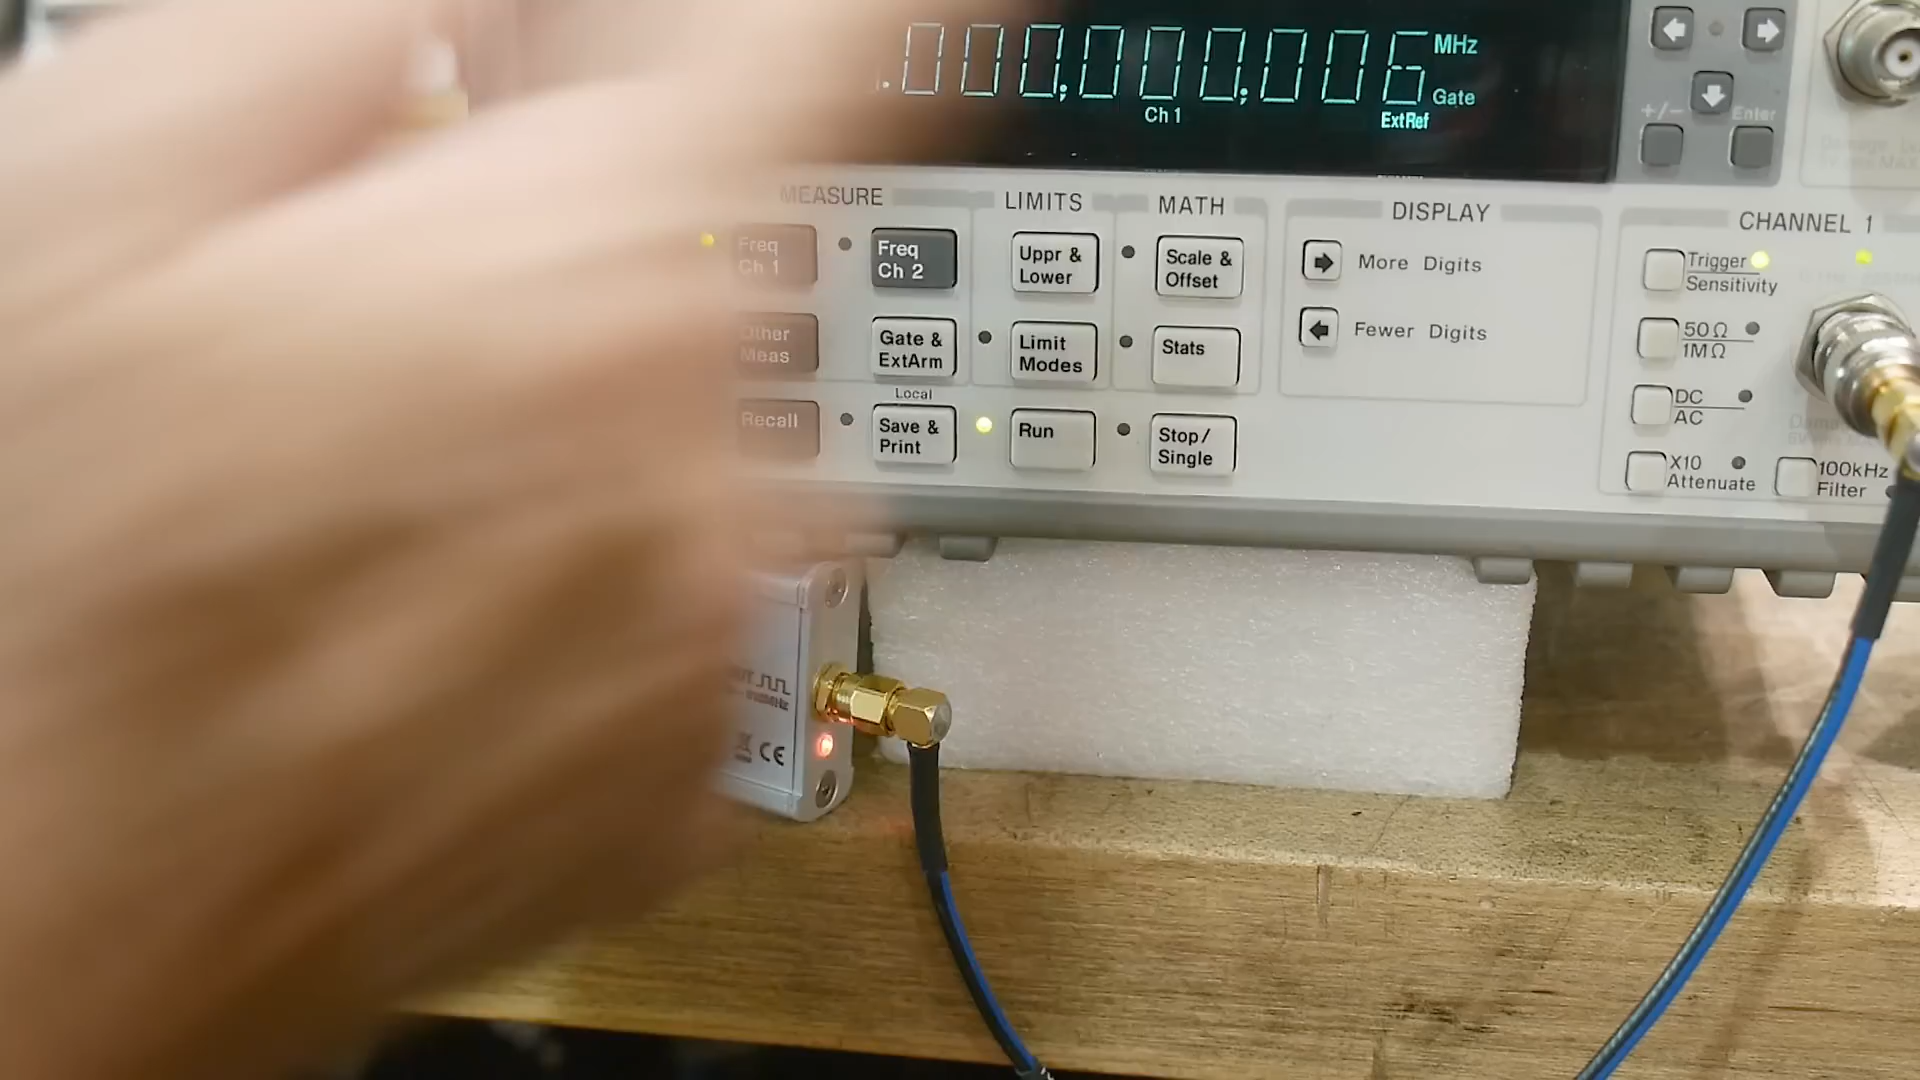 .000,000,006 MHz
Gate
Ch 1
ExtRef
+/-
Enter
MEASURE
LIMITS
MATH
DISPLAY
CHANNEL 1
Freq
Ch 1
Freq
Ch 2
Uppr &
Lower
Scale &
Offset
More Digits
Trigger
Sensitivity
Other
Meas
Gate &
ExtArm
Limit
Modes
Stats
Fewer Digits
50Ω
1MΩ
Local
DC
AC
Recall
Save &
Print
Run
Stop/
Single
X10
Attenuate
100kHz
Filter
CE